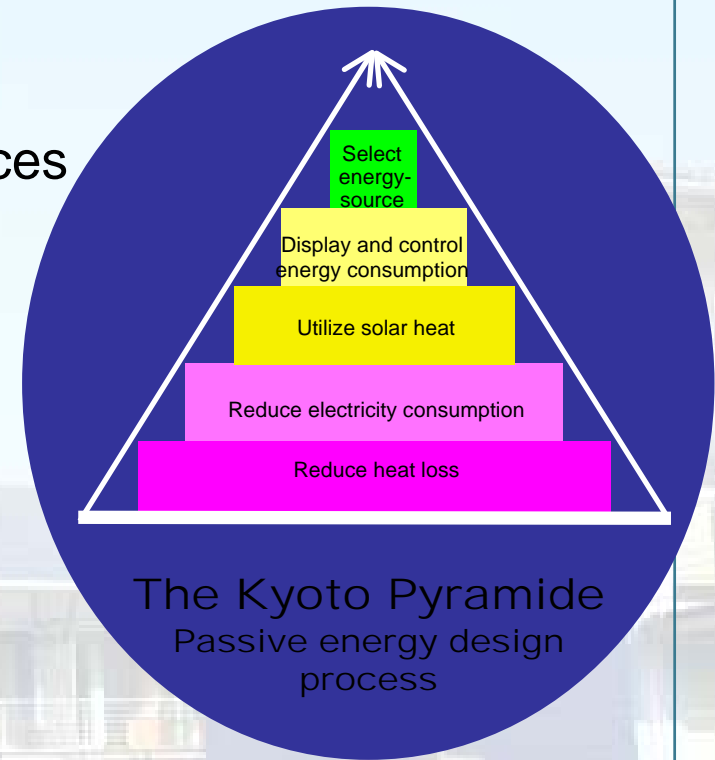 ces
Select
energy-
source
Display and control
energy consumption
Utilize solar heat
Reduce electricity consumption
Reduce heat loss
The Kyoto Pyramide
Passive energy design
process